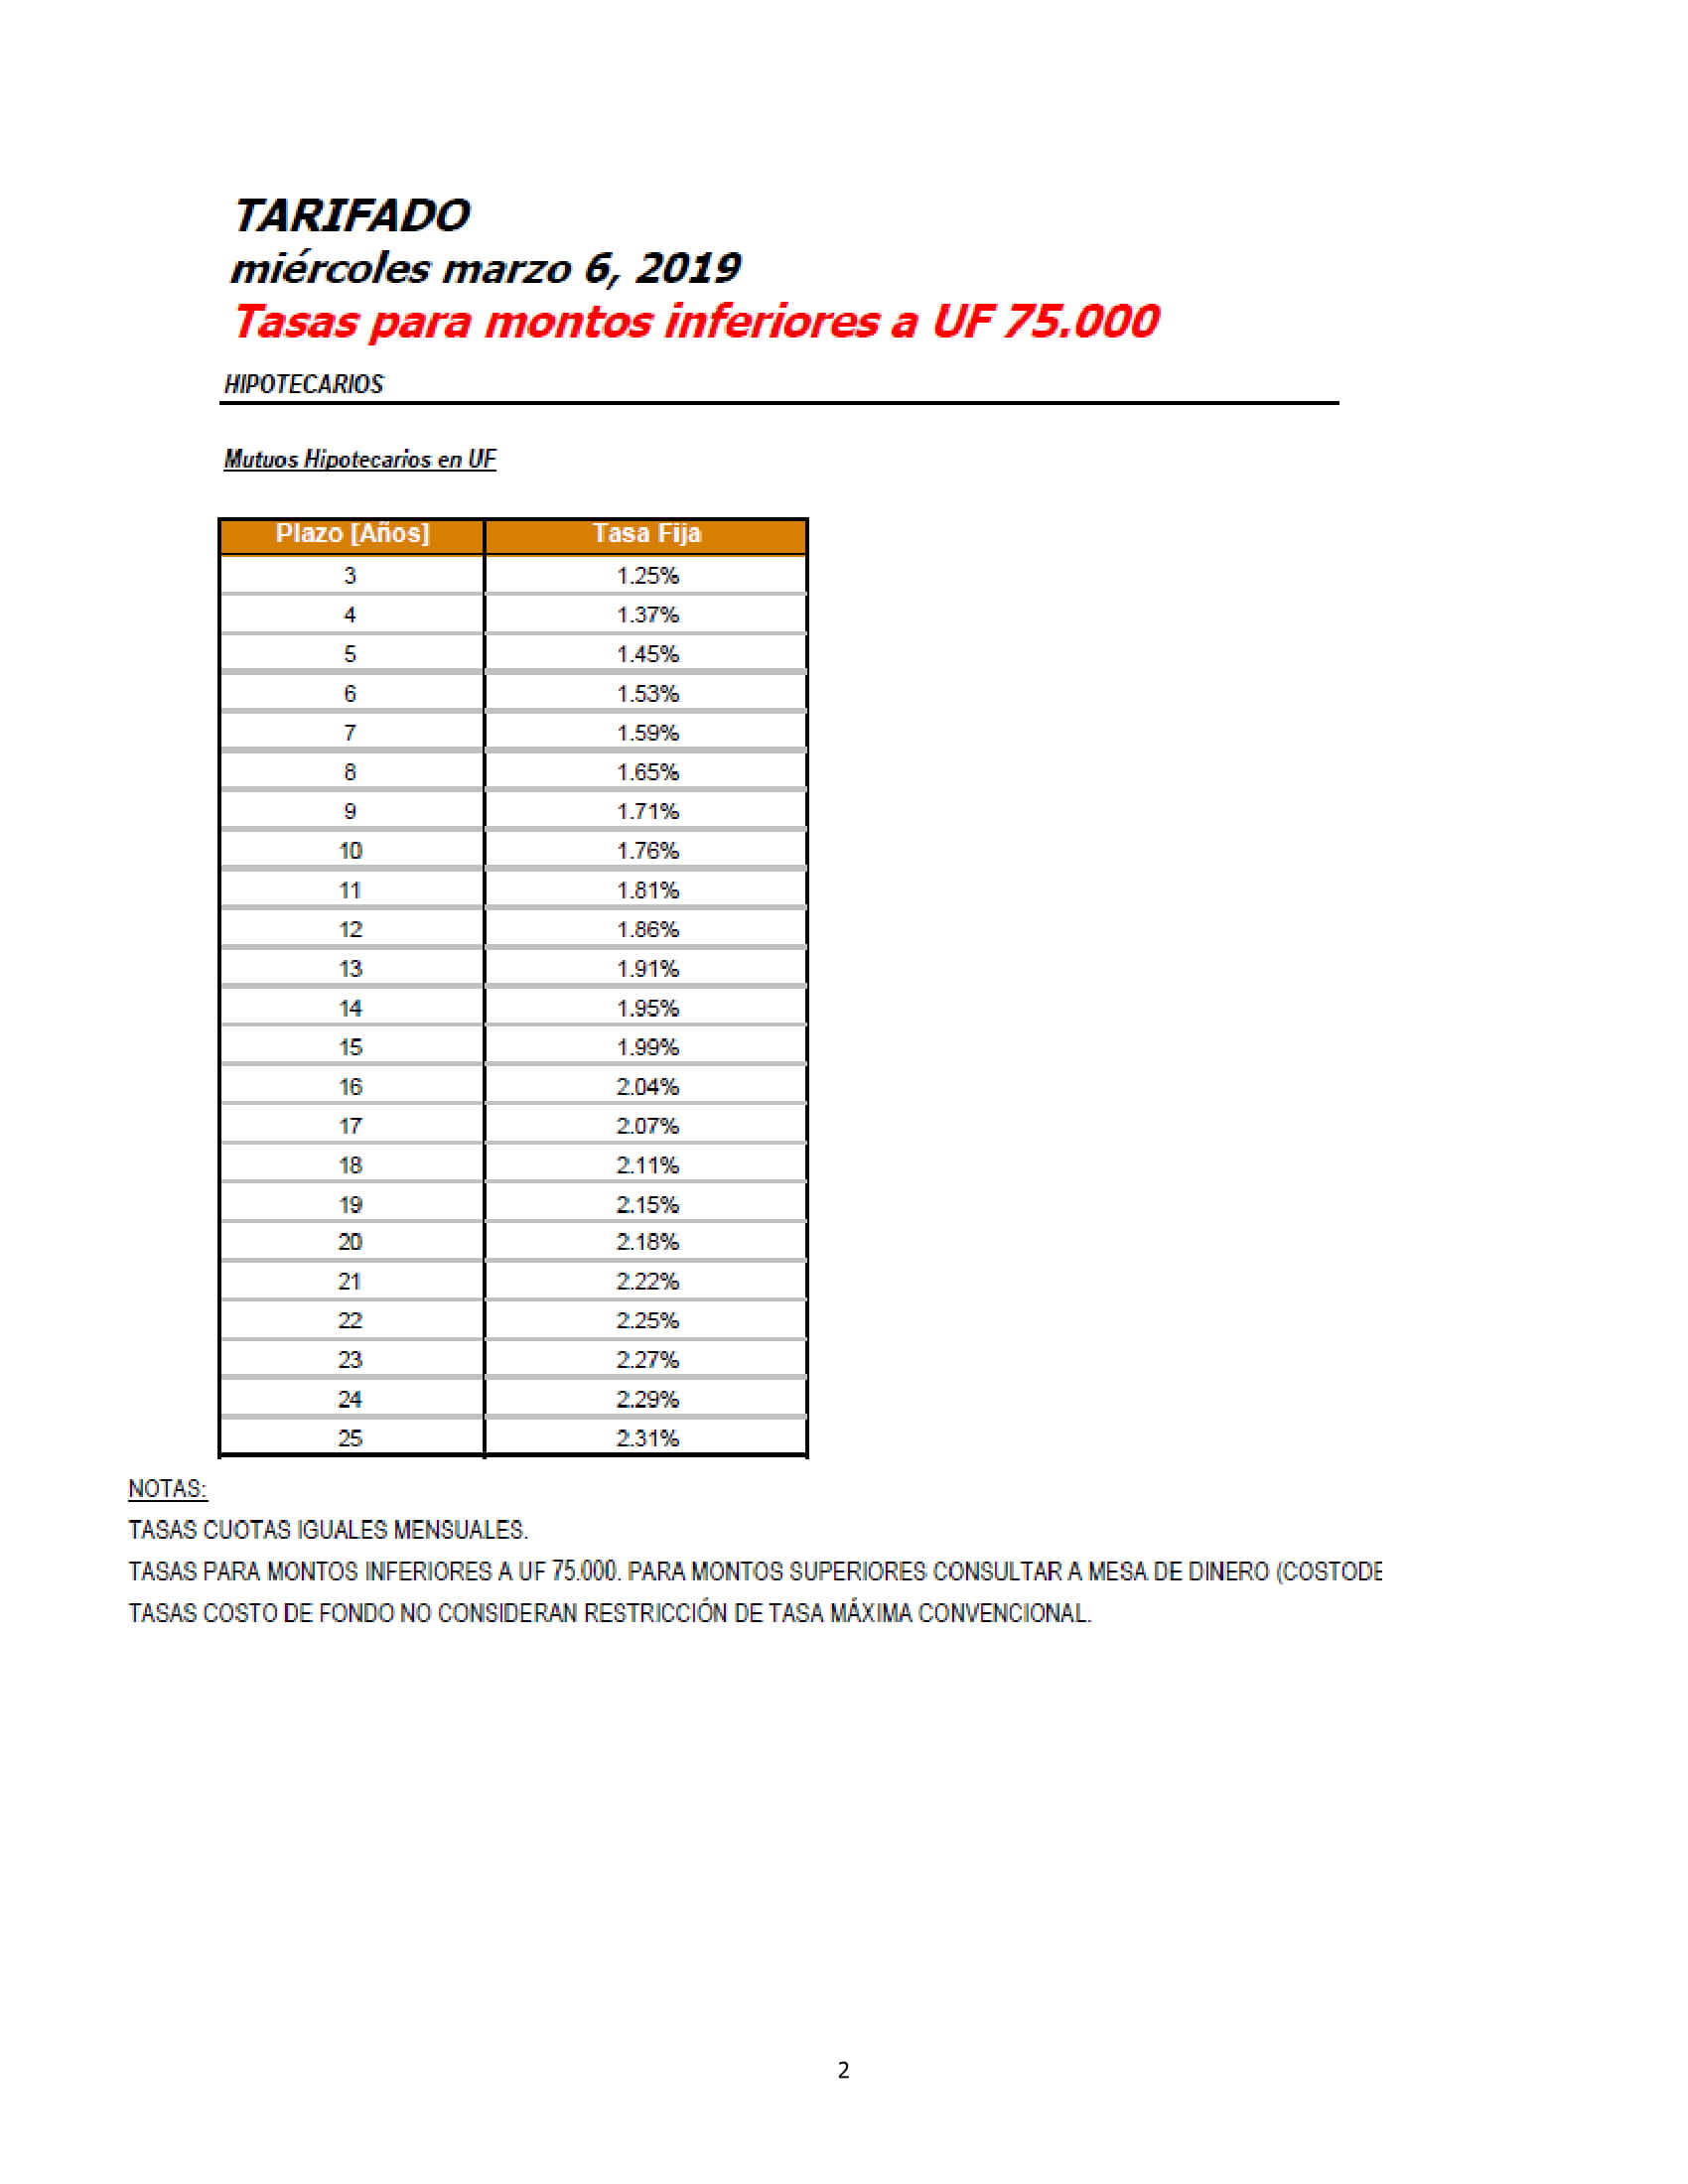 TARIFADO
miércoles marzo 6, 2019
Tasas para montos inferiores a UF 75.000
HIPOTECARIOS
Mutuos Hipotecarios en UF
Plazo [Años] Tasa Fija
3 1.25%
4 1.37%
5 1.45%
6 1.53%
7 1.59%
8 1.65%
9 1.71%
10 1.76%
11 1.81%
12 1.86%
13 1.91%
14 1.95%
15 1.99%
16 2.04%
17 2.07%
18 2.11%
19 2.15%
20 2.18%
21 2.22%
22 2.25%
23 2.27%
24 2.29%
25 2.31%
NOTAS:
TASAS CUOTAS IGUALES MENSUALES.
TASAS PARA MONTOS INFERIORES A UF 75.000. PARA MONTOS SUPERIORES CONSULTAR A MESA DE DINERO (COSTODE
TASAS COSTO DE FONDO NO CONSIDERAN RESTRICCIÓN DE TASA MÁXIMA CONVENCIONAL.
2